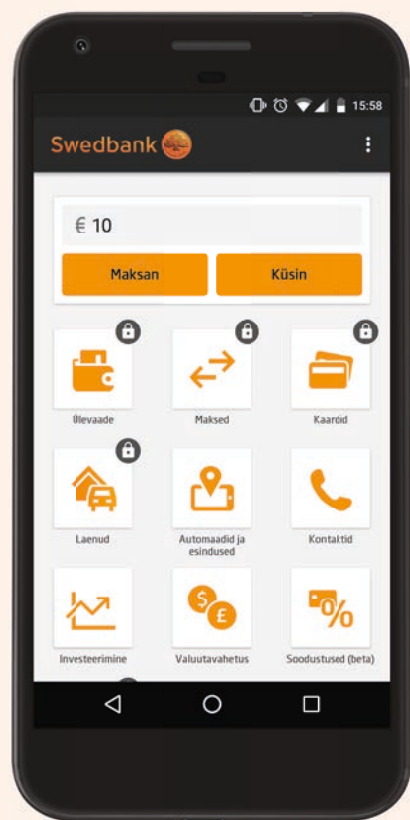 15:58
Swedbank
€ 10
Maksan
Küsin
Ülevaade
Maksed
Kaardid
Laenud
Automaadid ja
esindused
Kontaktid
Investeerimine
Valuutavahetus
Soodustused (beta)